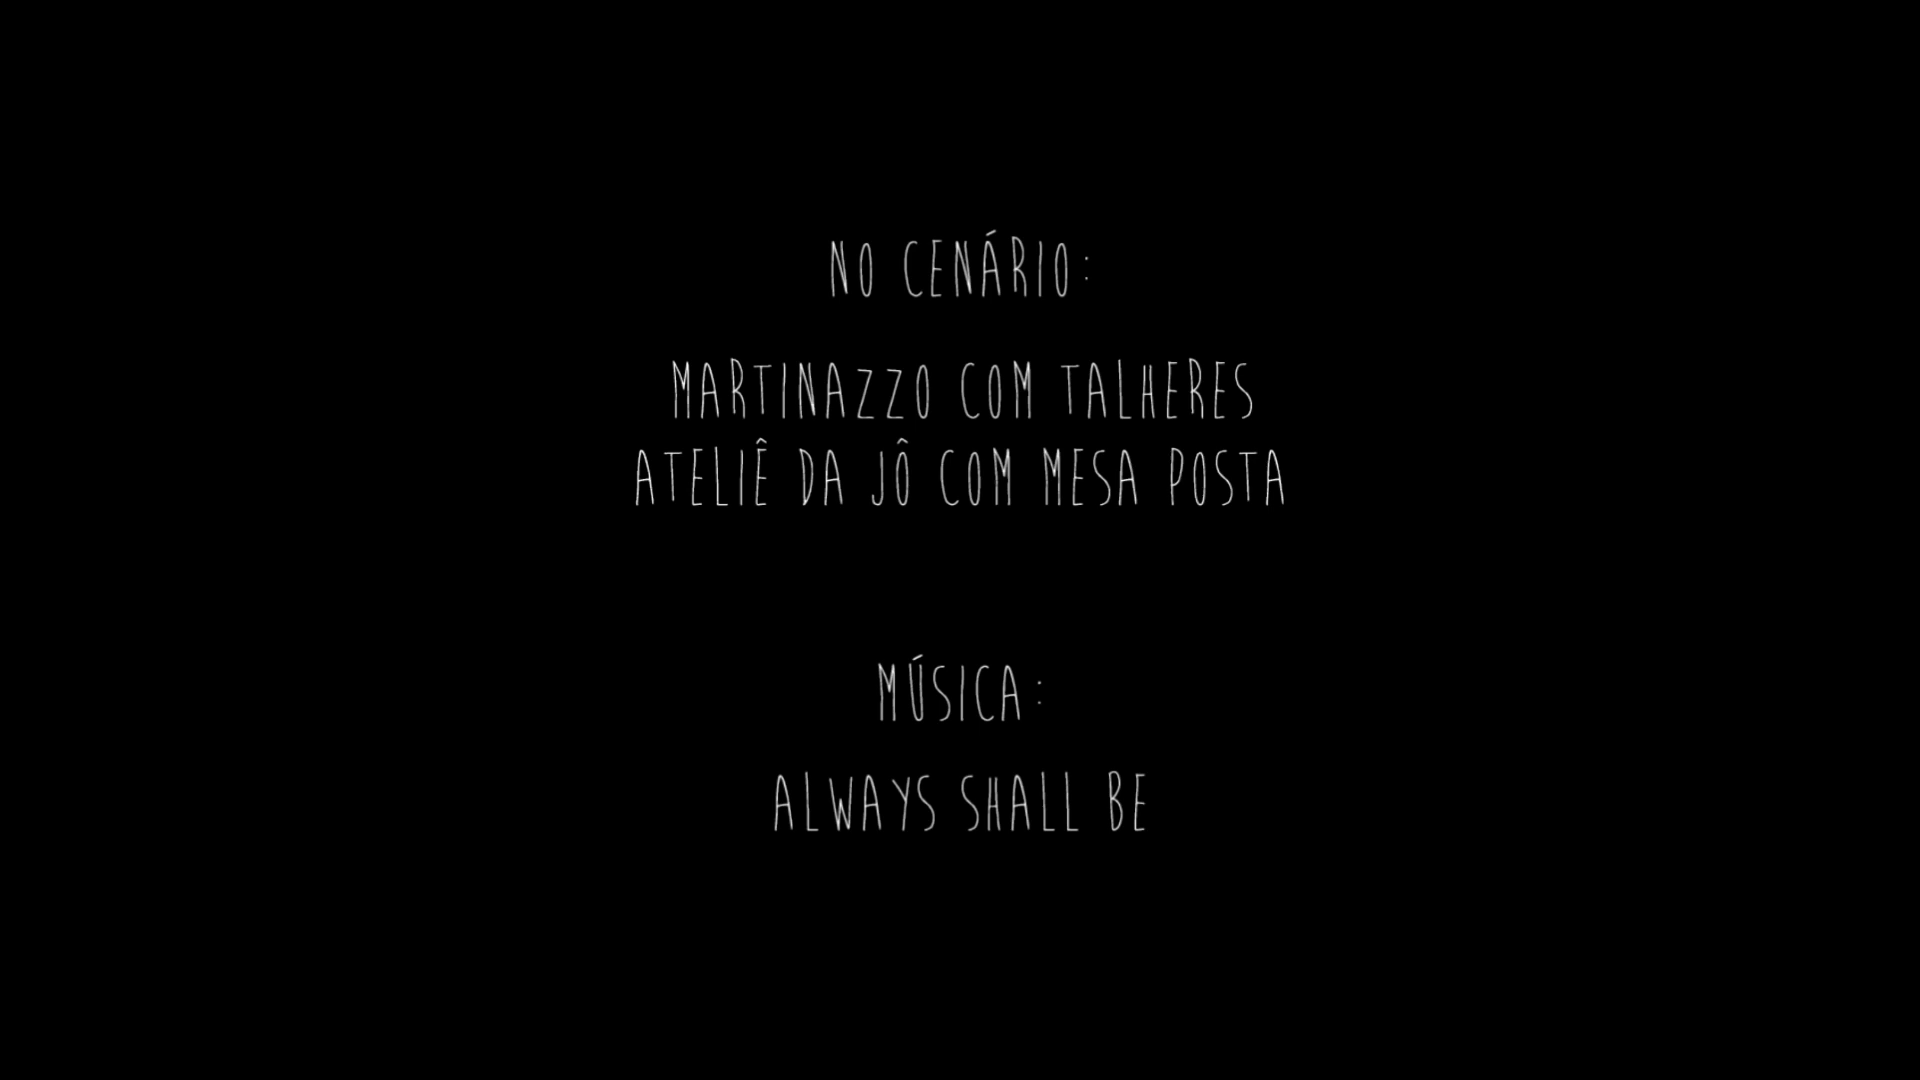 NO CENÁRIO:
MARTINAZZO COM TALHERES
ATELIÊ DA JÔ COM MESA POSTA
MÚSICA:
ALWAYS SHALL BE